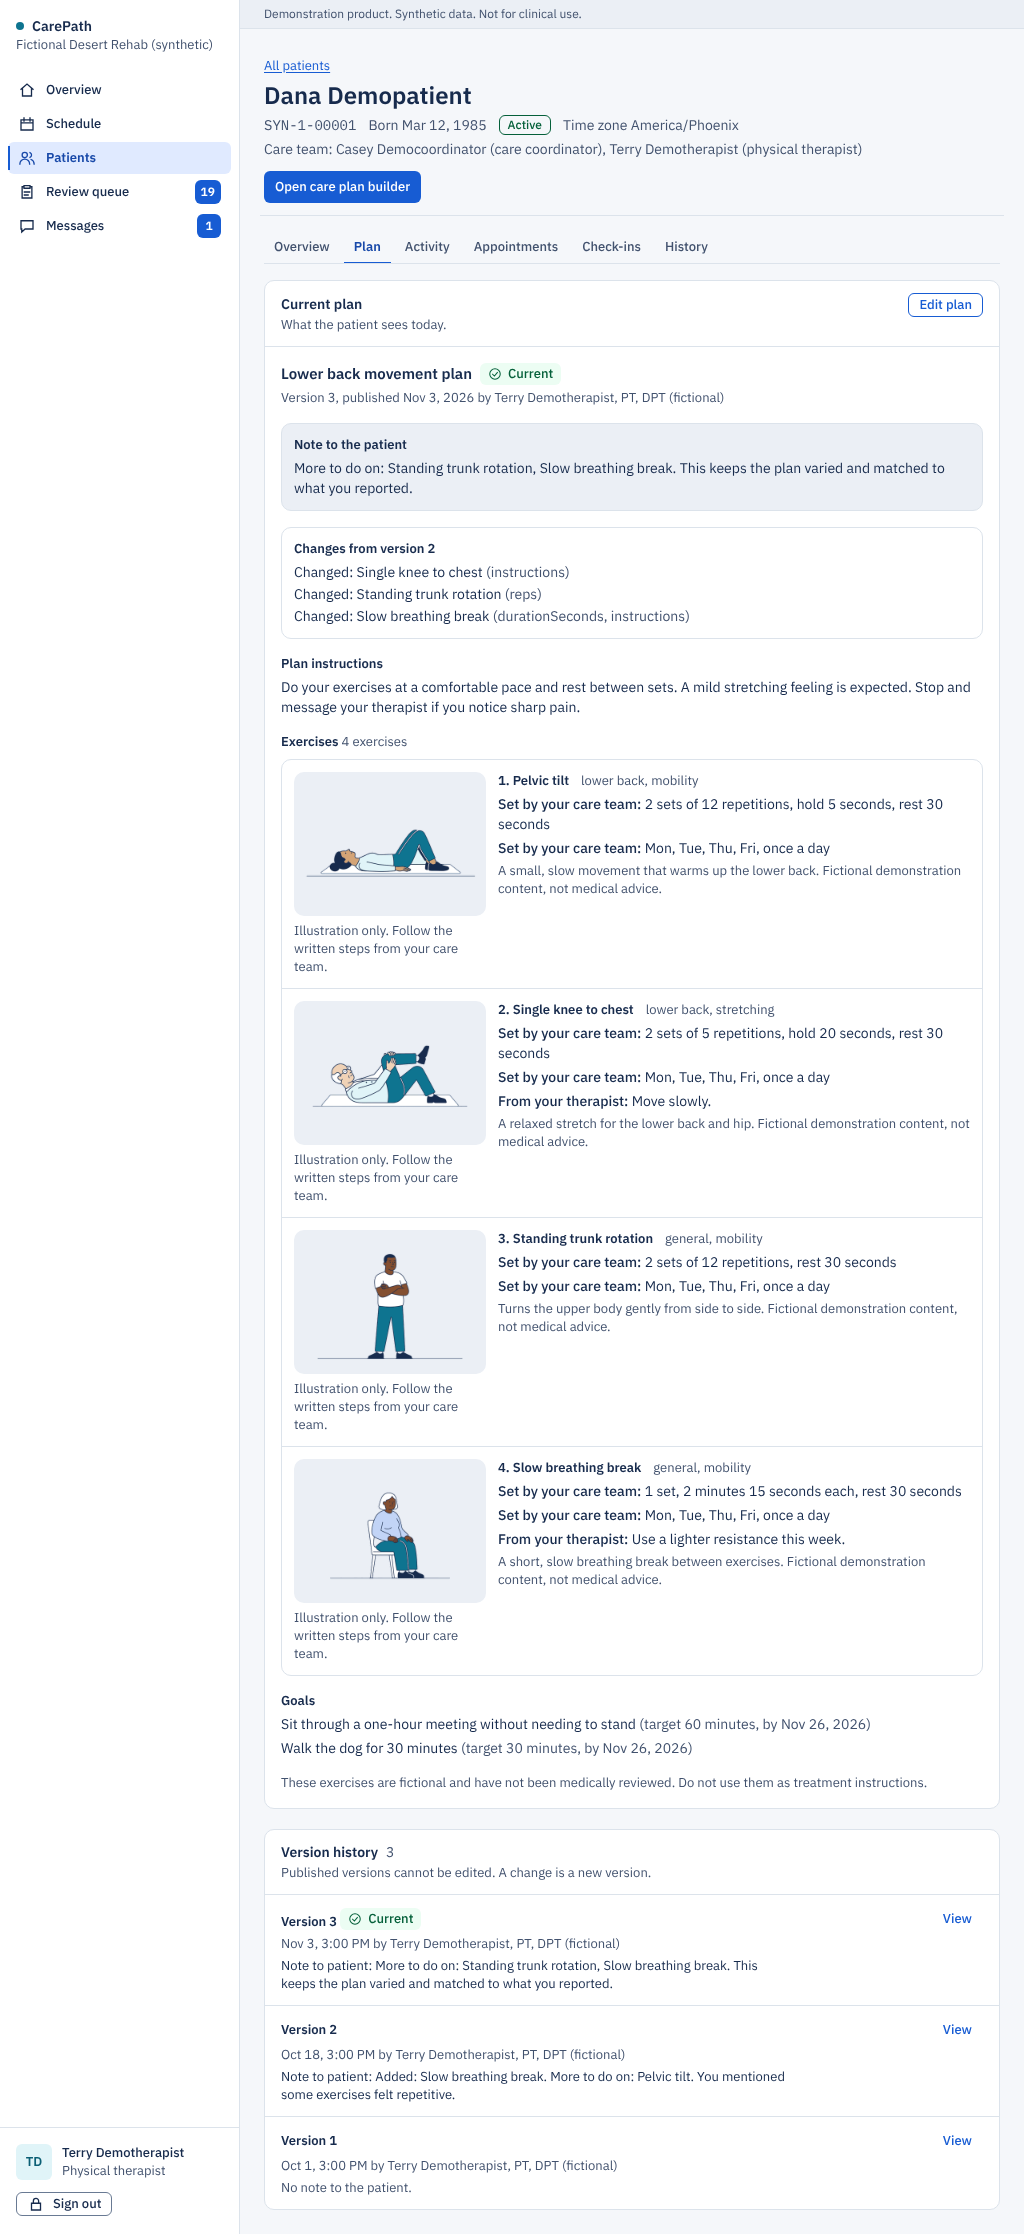 CarePath
Fictional Desert Rehab (synthetic)
Overview
Schedule
Patients
Review queue 19
Messages 1
Demonstration product. Synthetic data. Not for clinical use.
All patients
Dana Demopatient
SYN-1-00001 Born Mar 12, 1985 Active Time zone America/Phoenix
Care team: Casey Democoordinator (care coordinator), Terry Demotherapist (physical therapist)
Open care plan builder
Overview Plan Activity Appointments Check-ins History
Current plan
What the patient sees today.
Edit plan
Lower back movement plan Current
Version 3, published Nov 3, 2026 by Terry Demotherapist, PT, DPT (fictional)
Note to the patient
More to do on: Standing trunk rotation, Slow breathing break. This keeps the plan varied and matched to
what you reported.
Changes from version 2
Changed: Single knee to chest (instructions)
Changed: Standing trunk rotation (reps)
Changed: Slow breathing break (durationSeconds, instructions)
Plan instructions
Do your exercises at a comfortable pace and rest between sets. A mild stretching feeling is expected. Stop and
message your therapist if you notice sharp pain.
Exercises 4 exercises
1. Pelvic tilt lower back, mobility
Set by your care team: 2 sets of 12 repetitions, hold 5 seconds, rest 30
seconds
Set by your care team: Mon, Tue, Thu, Fri, once a day
A small, slow movement that warms up the lower back. Fictional demonstration
content, not medical advice.
Illustration only. Follow the
written steps from your care
team.
2. Single knee to chest lower back, stretching
Set by your care team: 2 sets of 5 repetitions, hold 20 seconds, rest 30
seconds
Set by your care team: Mon, Tue, Thu, Fri, once a day
From your therapist: Move slowly.
A relaxed stretch for the lower back and hip. Fictional demonstration content, not
medical advice.
Illustration only. Follow the
written steps from your care
team.
3. Standing trunk rotation general, mobility
Set by your care team: 2 sets of 12 repetitions, rest 30 seconds
Set by your care team: Mon, Tue, Thu, Fri, once a day
Turns the upper body gently from side to side. Fictional demonstration content,
not medical advice.
Illustration only. Follow the
written steps from your care
team.
4. Slow breathing break general, mobility
Set by your care team: 1 set, 2 minutes 15 seconds each, rest 30 seconds
Set by your care team: Mon, Tue, Thu, Fri, once a day
From your therapist: Use a lighter resistance this week.
A short, slow breathing break between exercises. Fictional demonstration
content, not medical advice.
Illustration only. Follow the
written steps from your care
team.
Goals
Sit through a one-hour meeting without needing to stand (target 60 minutes, by Nov 26, 2026)
Walk the dog for 30 minutes (target 30 minutes, by Nov 26, 2026)
These exercises are fictional and have not been medically reviewed. Do not use them as treatment instructions.
Version history 3
Published versions cannot be edited. A change is a new version.
Version 3 Current View
Nov 3, 3:00 PM by Terry Demotherapist, PT, DPT (fictional)
Note to patient: More to do on: Standing trunk rotation, Slow breathing break. This
keeps the plan varied and matched to what you reported.
Version 2 View
Oct 18, 3:00 PM by Terry Demotherapist, PT, DPT (fictional)
Note to patient: Added: Slow breathing break. More to do on: Pelvic tilt. You mentioned
some exercises felt repetitive.
Version 1 View
Oct 1, 3:00 PM by Terry Demotherapist, PT, DPT (fictional)
No note to the patient.
TD
Terry Demotherapist
Physical therapist
Sign out